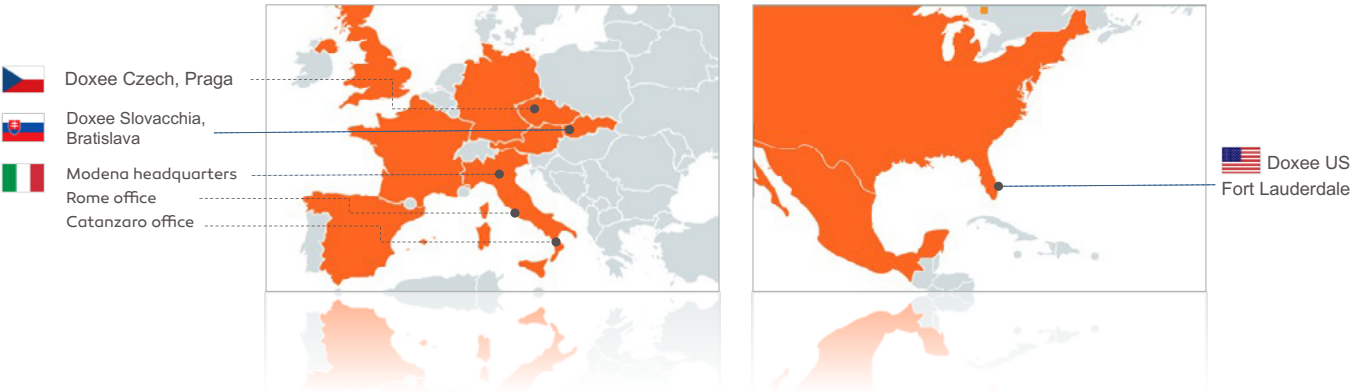 Doxee Czech, Praga
Doxee Slovacchia,
Bratislava
Modena headquarters
Rome office
Catanzaro office
Doxee US
Fort Lauderdale